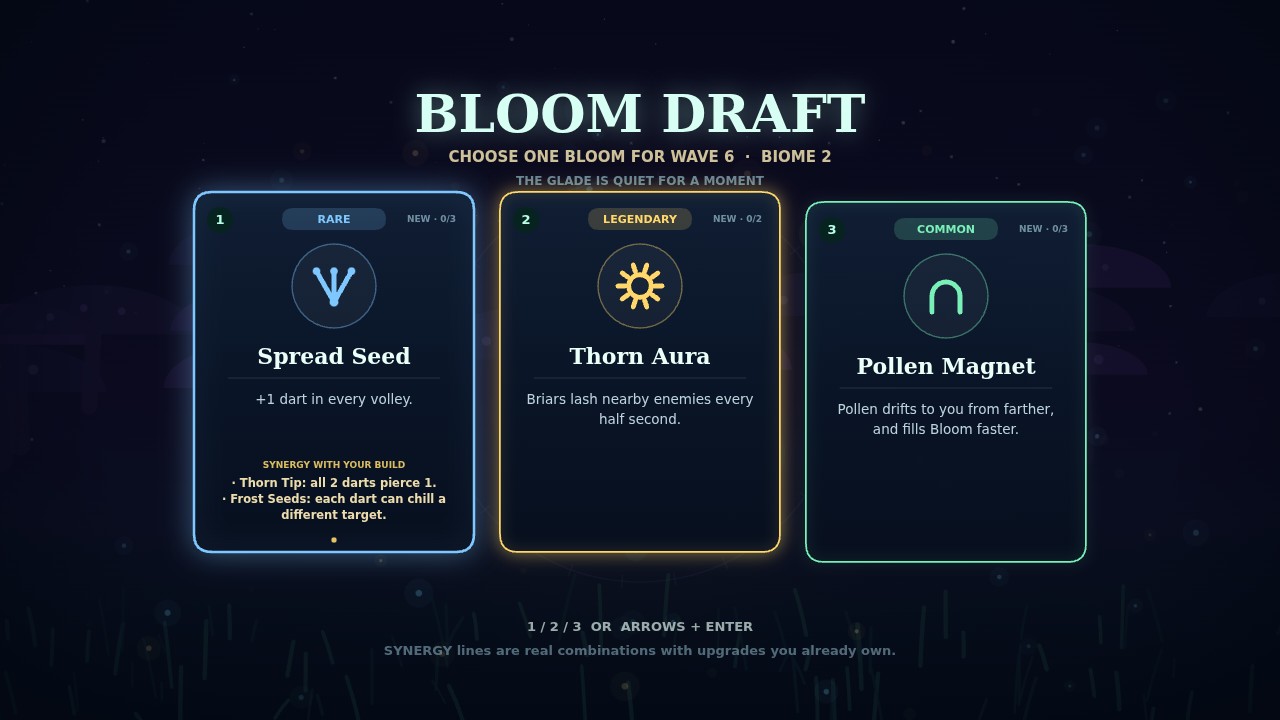 BLOOM DRAFT
CHOOSE ONE BLOOM FOR WAVE 6 · BIOME 2
THE GLADE IS QUIET FOR A MOMENT
1
RARE
NEW · 0/3
Spread Seed
+1 dart in every volley.
SYNERGY WITH YOUR BUILD
· Thorn Tip: all 2 darts pierce 1.
· Frost Seeds: each dart can chill a
different target.
2
LEGENDARY
NEW · 0/2
Thorn Aura
Briars lash nearby enemies every
half second.
3
COMMON
NEW · 0/3
Pollen Magnet
Pollen drifts to you from farther,
and fills Bloom faster.
1 / 2 / 3 OR ARROWS + ENTER
SYNERGY lines are real combinations with upgrades you already own.